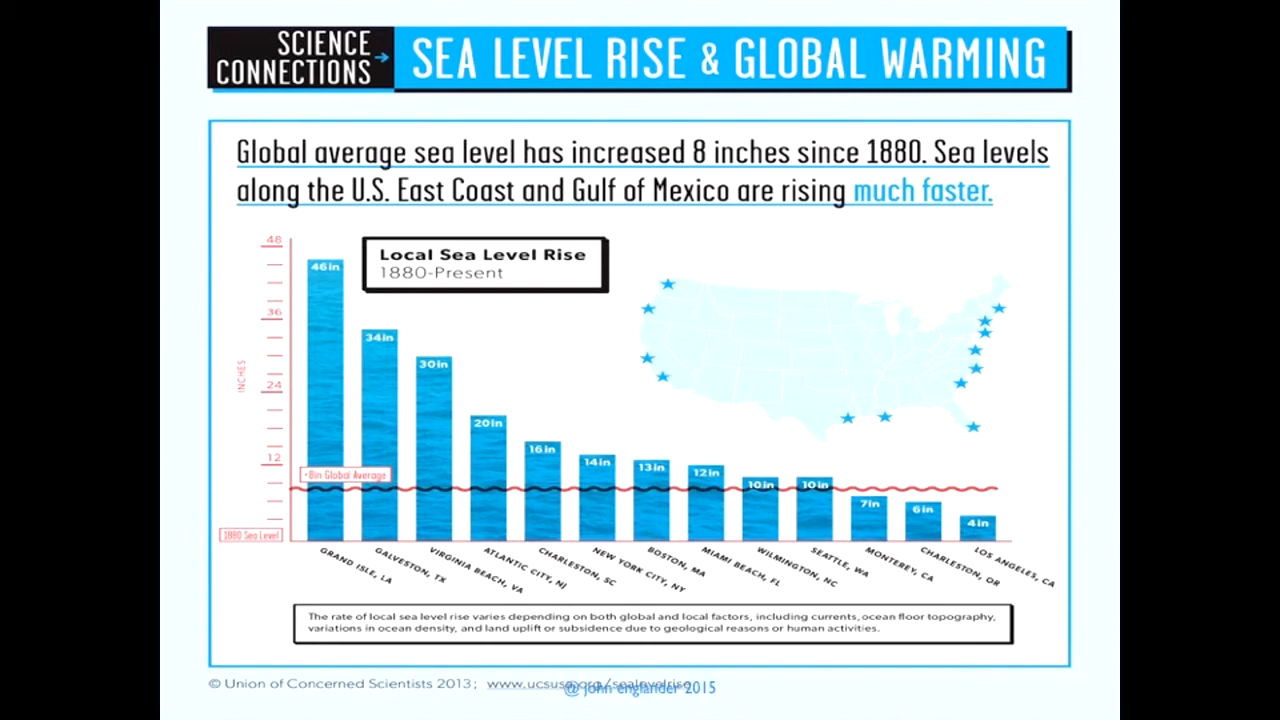 SCIENCE
CONNECTIONS
SEA LEVEL RISE & GLOBAL WARMING
Global average sea level has increased 8 inches since 1880. Sea levels
along the U.S. East Coast and Gulf of Mexico are rising much faster.
Local Sea Level Rise
1880-Present
INCHES
48
36
24
12
46in
34in
30in
20in
16in
14in
13in
12in
10in
10in
7in
6in
4in
8in Global Average
1880 Sea Level
GRAND ISLE, LA
GALVESTON, TX
VIRGINIA BEACH, VA
ATLANTIC CITY, NJ
CHARLESTON, SC
NEW YORK CITY, NY
BOSTON, MA
MIAMI BEACH, FL
WILMINGTON, NC
SEATTLE, WA
MONTEREY, CA
CHARLESTON, OR
LOS ANGELES, CA
The rate of local sea level rise varies depending on both global and local factors, including currents, ocean floor topography,
variations in ocean density, and land uplift or subsidence due to geological reasons or human activities.
© Union of Concerned Scientists 2013; www.ucsusa.org/sealevelrise
@ john englander 2015